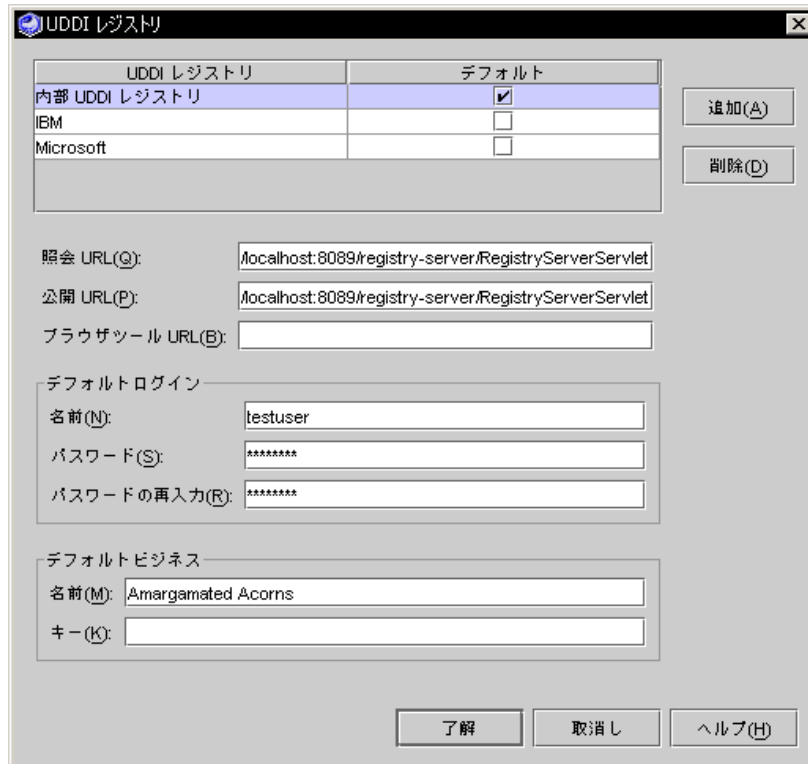 UDDI レジストリ
UDDI レジストリ デフォルト
内部 UDDI レジストリ
IBM
Microsoft
追加(A)
削除(D)
照会 URL(Q): /localhost:8089/registry-server/RegistryServerServlet
公開 URL(P): /localhost:8089/registry-server/RegistryServerServlet
ブラウザツール URL(B):
デフォルトログイン
名前(N): testuser
パスワード(S): ********
パスワードの再入力(R): ********
デフォルトビジネス
名前(M): Amargamated Acorns
キー(K):
了解 取消し ヘルプ(H)